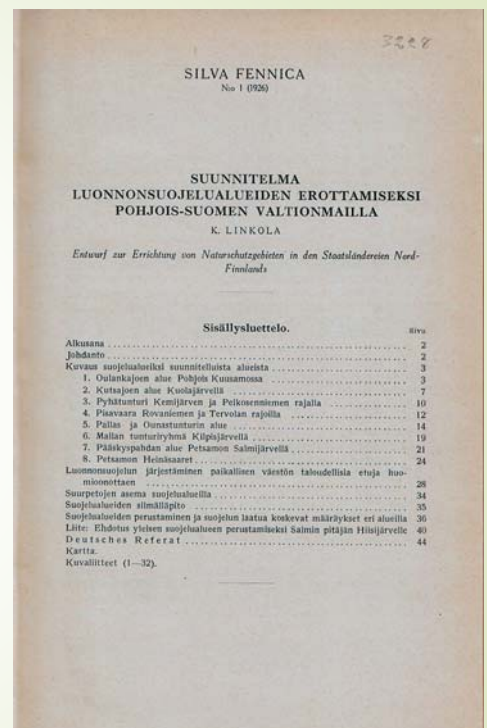 3228
SILVA FENNICA
N:o 1 (1926)
SUUNNITELMA
LUONNONSUOJELUALUEIDEN EROTTAMISEKSI
POHJOIS-SUOMEN VALTIONMAILLA
K. LINKOLA
Entwurf zur Errichtung von Naturschutzgebieten in den Staatsländereien Nord-
Finnlands
Sisällysluettelo.
Sivu
Alkusana 2
Johdanto 2
Kuvaus suojelualueiksi suunnitelluista alueista 3
1. Oulankajoen alue Pohjois Kuusamossa 3
2. Kutsajoen alue Kuolajärvellä 7
3. Pyhätunturi Kemijärven ja Pelkosenniemen rajalla 10
4. Pisavaara Rovaniemen ja Tervolan rajoilla 12
5. Pallas- ja Ounastunturin alue 14
6. Mallan tunturiryhmä Kilpisjärvellä 19
7. Pääskyspahdan alue Petsamon Salmijärvellä 21
8. Petsamon Heinäsaaret 24
Luonnonsuojelun järjestäminen paikallisen väestön taloudellisia etuja huo-
mioonottaen 28
Suurpetojen asema suojelualueilla 34
Suojelualueiden silmälläpito 35
Suojelualueiden perustaminen ja suojelun laatua koskevat määräykset eri alueilla 36
Liite: Ehdotus yleisen suojelualueen perustamiseksi Salmin pitäjän Hiisijärvelle 40
Deutsches Referat 44
Kartta.
Kuvaliitteet (1—32).